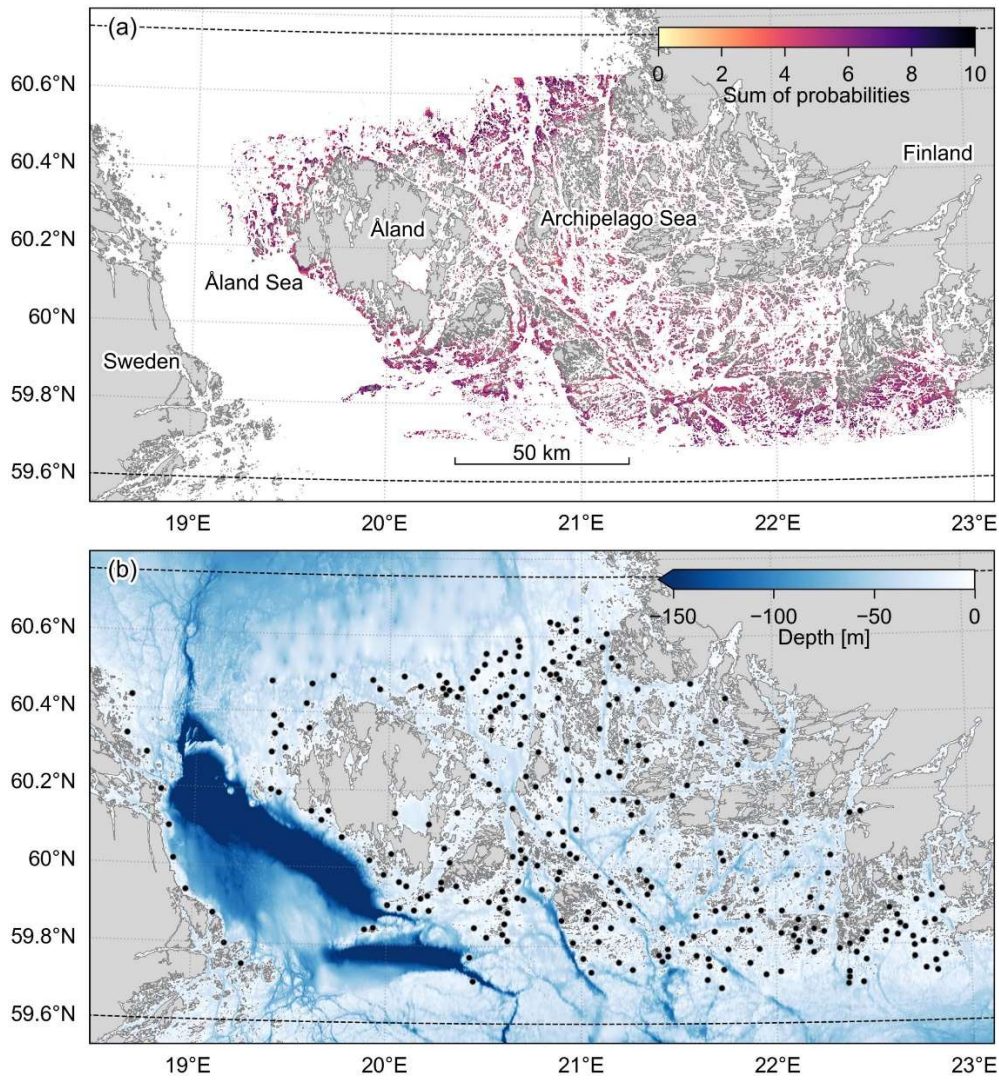 (a)
0 2 4 6 8 10
Sum of probabilities
60.6°N
60.4°N
Finland
Åland
Archipelago Sea
60.2°N
Åland Sea
60°N
Sweden
59.8°N
50 km
59.6°N
19°E 20°E 21°E 22°E 23°E
(b)
−150 −100 −50 0
Depth [m]
60.6°N
60.4°N
60.2°N
60°N
59.8°N
59.6°N
19°E 20°E 21°E 22°E 23°E